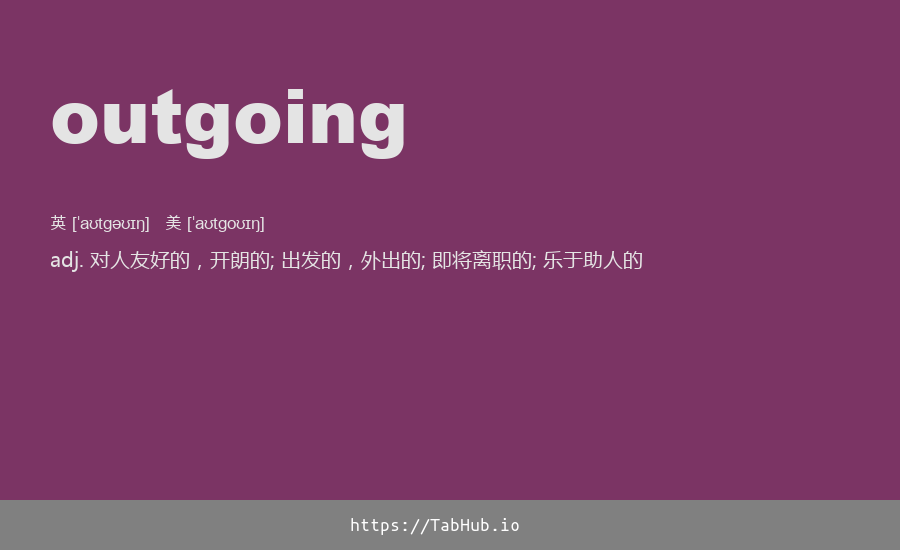 outgoing
英 [ˈaʊtgəʊɪŋ] 美 [ˈaʊtgoʊɪŋ]
adj. 对人友好的，开朗的; 出发的，外出的; 即将离职的; 乐于助人的
https://TabHub.io